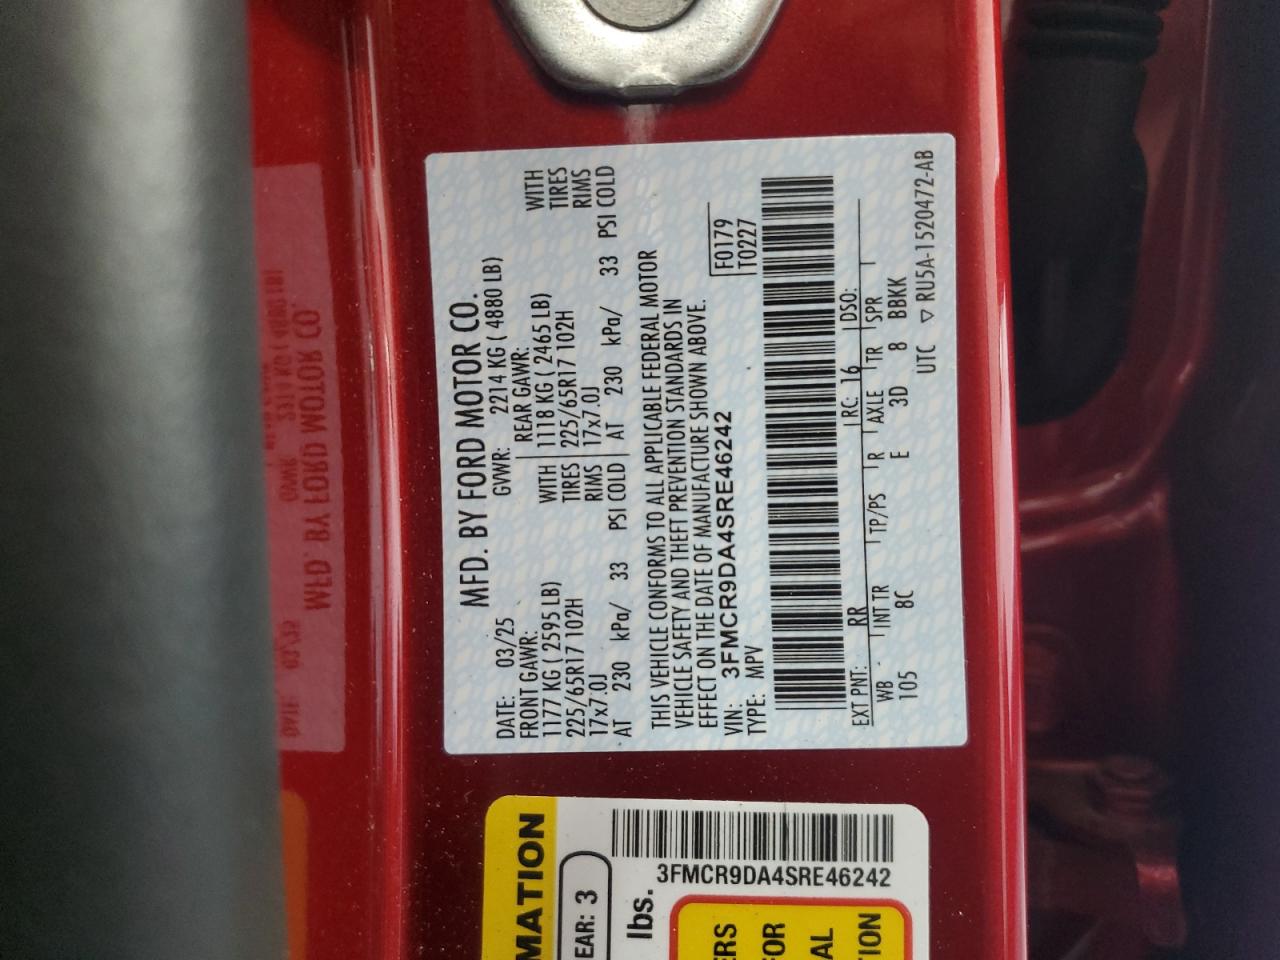 MFD. BY FORD MOTOR CO.
DATE: 03/25 GVWR: 2214 KG ( 4880 LB)
FRONT GAWR: REAR GAWR:
1177 KG ( 2595 LB) WITH 1118 KG ( 2465 LB) WITH
225/65R17 102H TIRES 225/65R17 102H TIRES
17x7.0J RIMS 17x7.0J RIMS
AT 230 kPa/ 33 PSI COLD AT 230 kPa/ 33 PSI COLD
THIS VEHICLE CONFORMS TO ALL APPLICABLE FEDERAL MOTOR
VEHICLE SAFETY AND THEFT PREVENTION STANDARDS IN
EFFECT ON THE DATE OF MANUFACTURE SHOWN ABOVE.
VIN: 3FMCR9DA4SRE46242 F0179
TYPE: MPV T0227
EXT PNT: RR RC: 16 DSO:
WB INT TR TP/PS R AXLE TR SPR
105 8C E 3D 8 BBKK
UTC ▽ RU5A-1520472-AB
MATION
EAR: 3
lbs.
3FMCR9DA4SRE46242
ERS
FOR
AL
TION